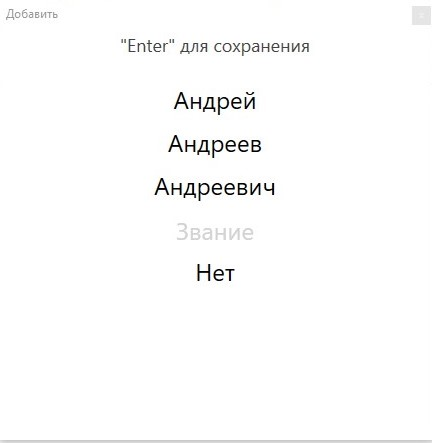 Добавить
"Enter" для сохранения
Андрей
Андреев
Андреевич
Звание
Нет